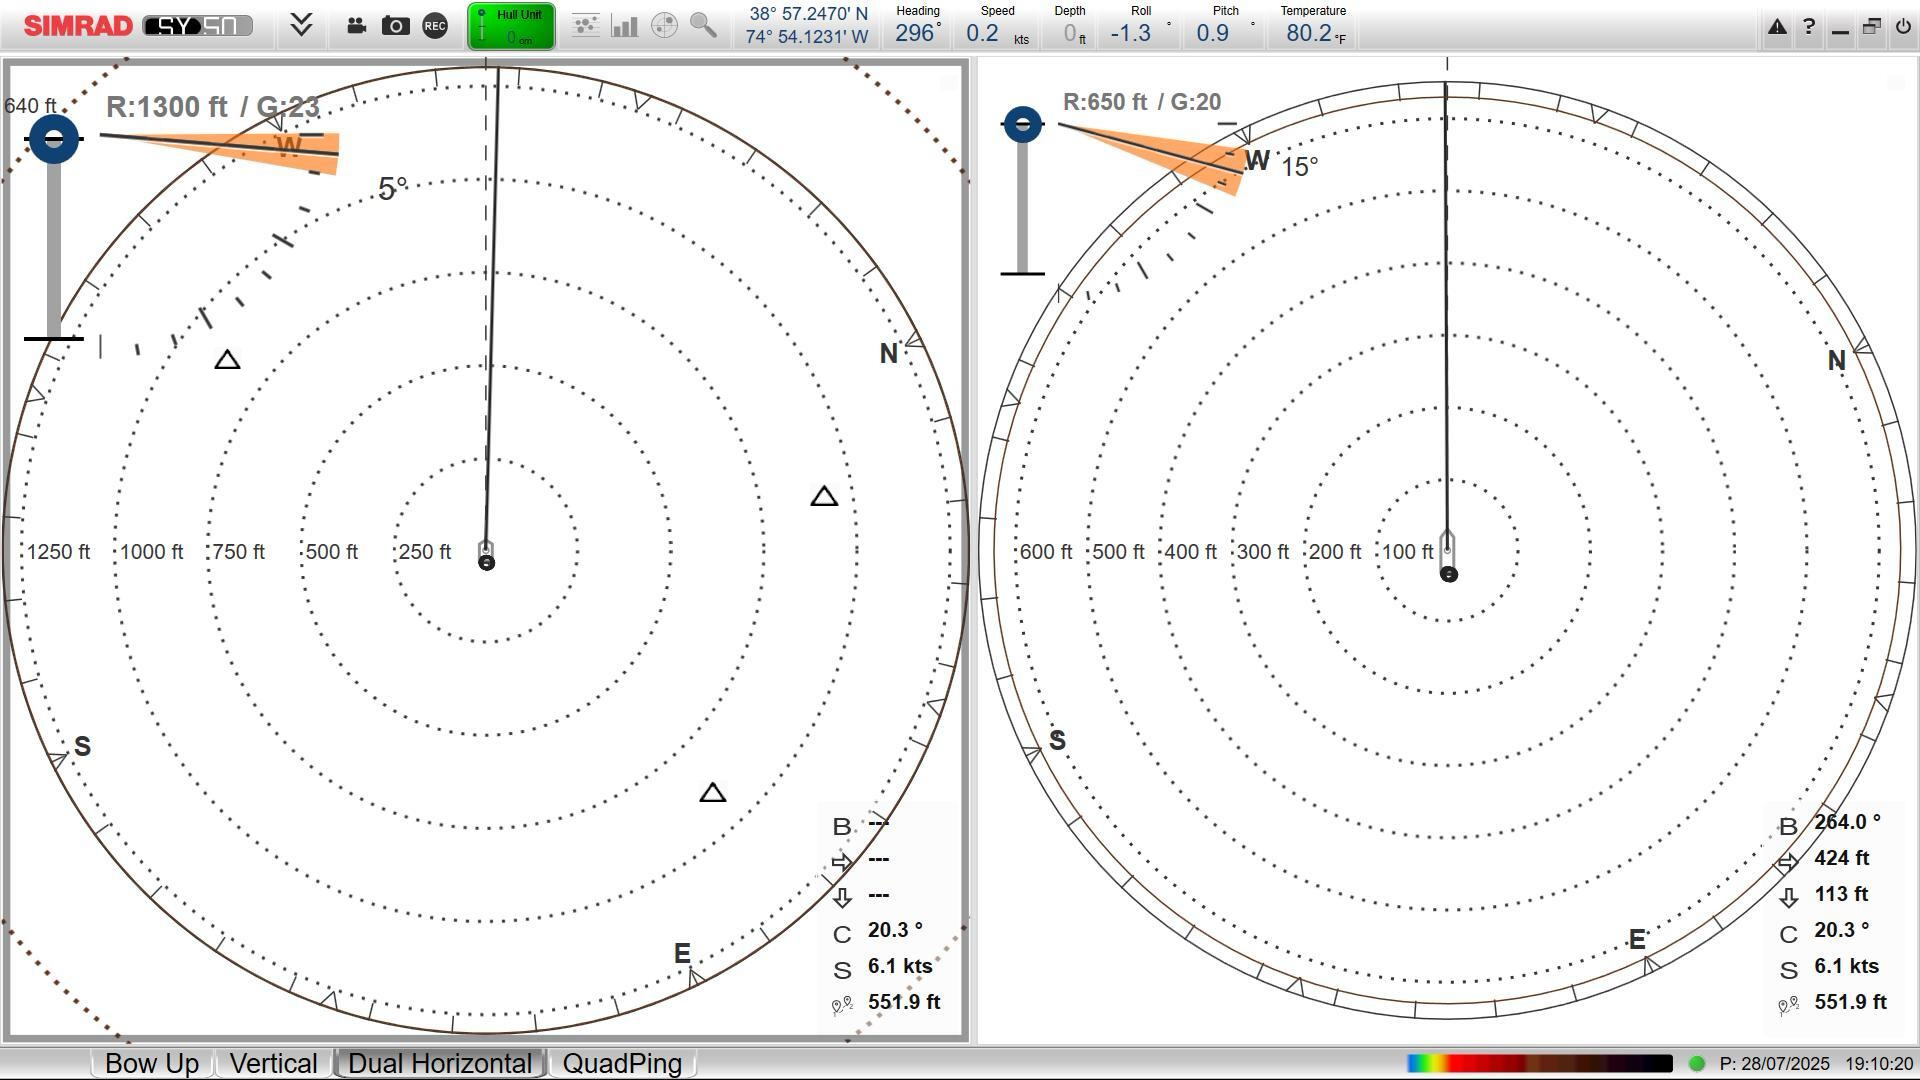 SIMRAD SY50
REC
Hull Unit
0 cm
38° 57.2470' N
74° 54.1231' W
Heading
296°
Speed
0.2 kts
Depth
0 ft
Roll
-1.3 °
Pitch
0.9 °
Temperature
80.2 °F
?
640 ft
R:1300 ft / G:23
W
5°
N
1250 ft 1000 ft 750 ft 500 ft 250 ft
S
E
B ---
---
---
C 20.3 °
S 6.1 kts
551.9 ft
R:650 ft / G:20
W 15°
N
600 ft 500 ft 400 ft 300 ft 200 ft 100 ft
S
E
B 264.0 °
424 ft
113 ft
C 20.3 °
S 6.1 kts
551.9 ft
Bow Up Vertical Dual Horizontal QuadPing
P: 28/07/2025 19:10:20